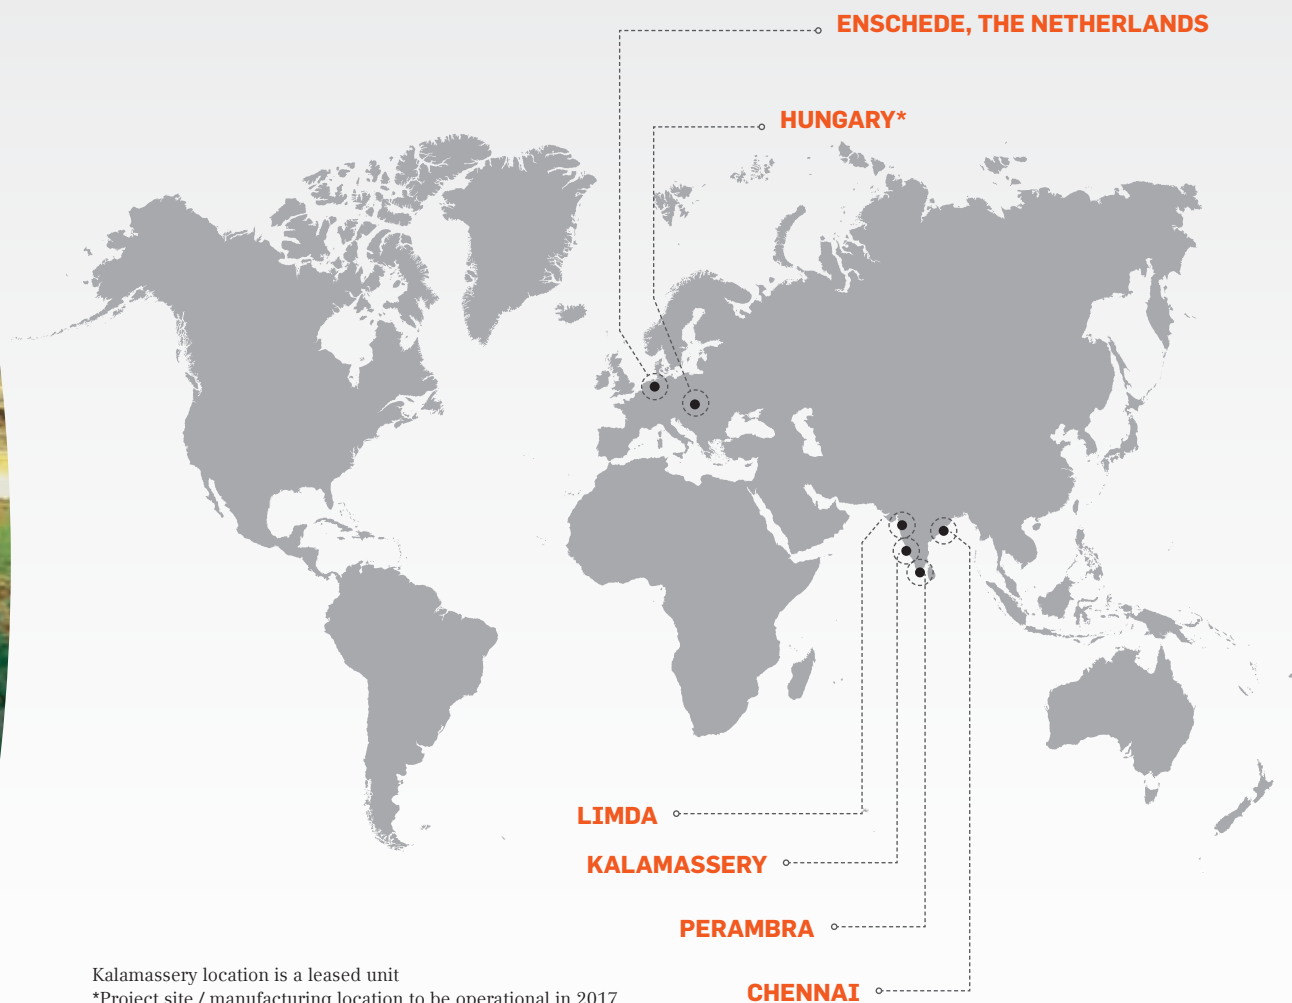 ENSCHEDE, THE NETHERLANDS
HUNGARY*
LIMDA
KALAMASSERY
PERAMBRA
CHENNAI
Kalamassery location is a leased unit
*Project site / manufacturing location to be operational in 2017